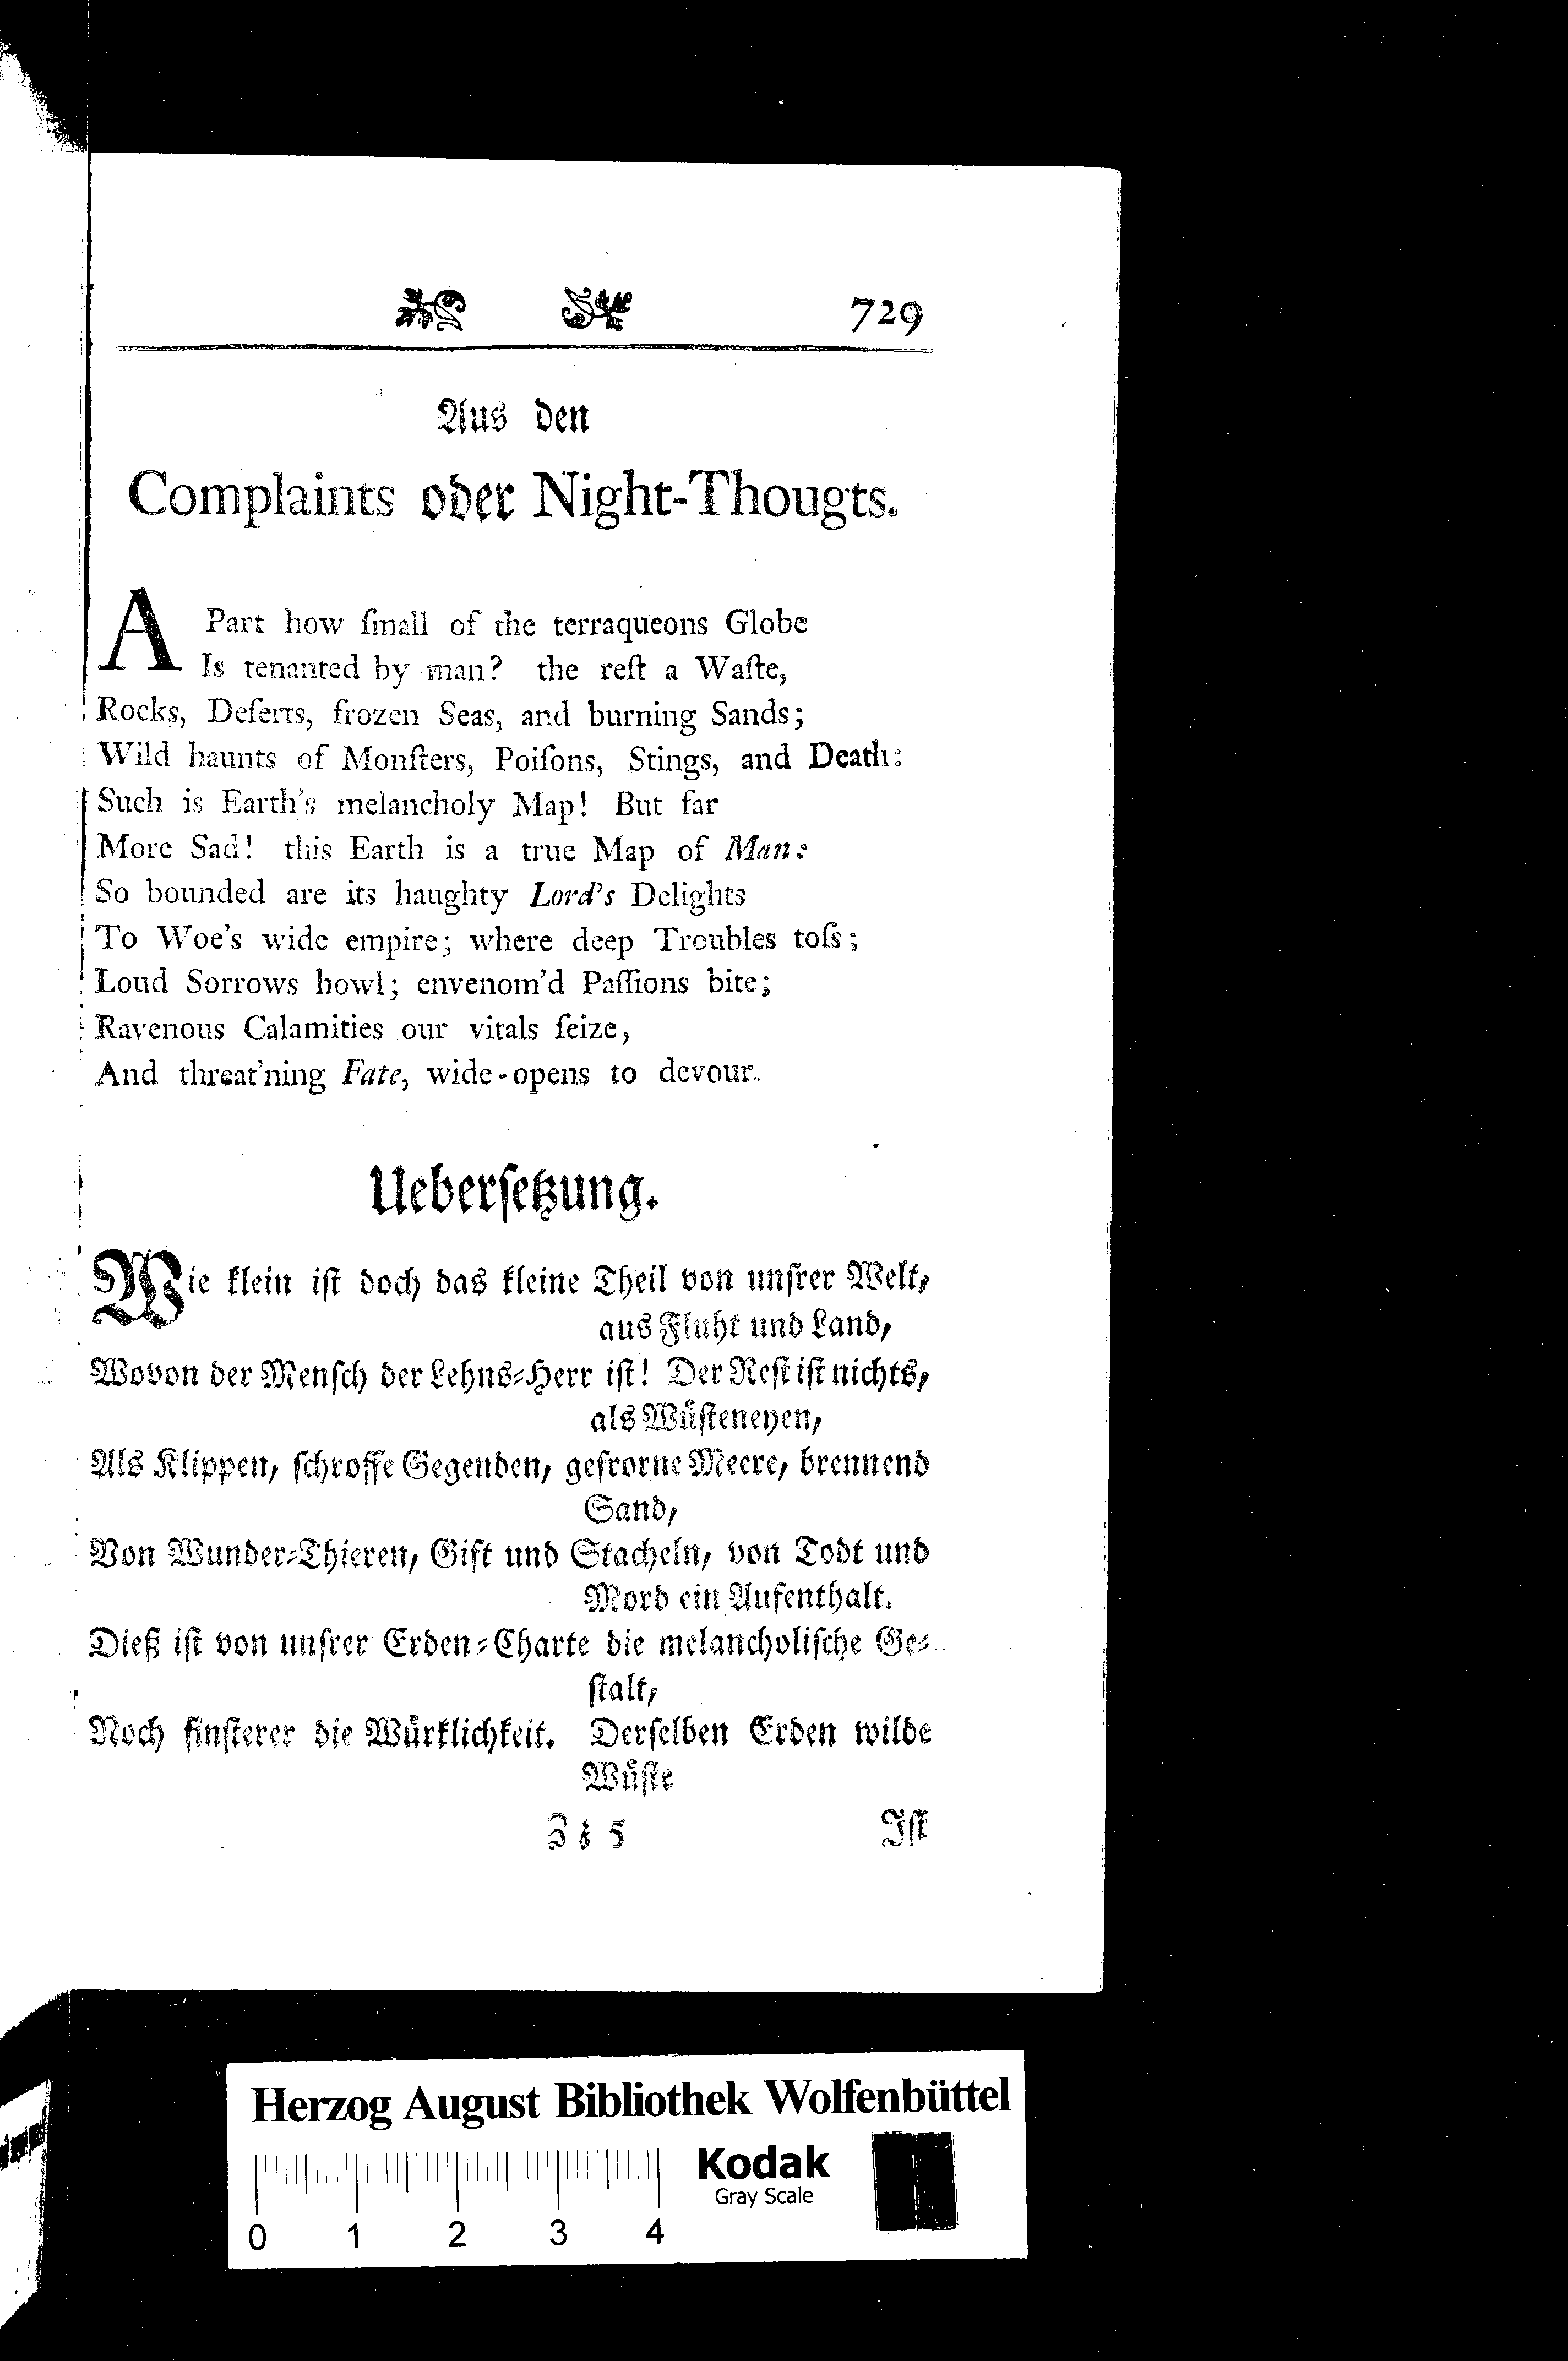 729
Aus den
Complaints oder Night-Thougts.
A Part how ſmall of the terraqueons Globe
Is tenanted by man? the reſt a Waſte,
Rocks, Deſerts, frozen Seas, and burning Sands;
Wild haunts of Monſters, Poiſons, Stings, and Death:
Such is Earth's melancholy Map! But far
More Sad! this Earth is a true Map of Man:
So bounded are its haughty Lord's Delights
To Woe's wide empire; where deep Troubles toſs;
Loud Sorrows howl; envenom'd Paſſions bite;
Ravenous Calamities our vitals ſeize,
And threat'ning Fate, wide-opens to devour.
Ueberſetzung.
Wie klein iſt doch das kleine Theil von unſrer Welt,
aus Fluht und Land,
Wovon der Menſch der Lehns-Herr iſt! Der Reſt iſt nichts,
als Wüſteneyen,
Als Klippen, ſchroffe Gegenden, gefrorne Meere, brennend
Sand,
Von Wunder-Thieren, Gift und Stacheln, von Todt und
Mord ein Aufenthalt.
Dieß iſt von unſrer Erden-Charte die melancholiſche Ge-
ſtalt,
Noch finſterer die Würklichkeit. Derſelben Erden wilde
Wüſte
Z z 5 Iſt
Herzog August Bibliothek Wolfenbüttel
Kodak
Gray Scale
0 1 2 3 4